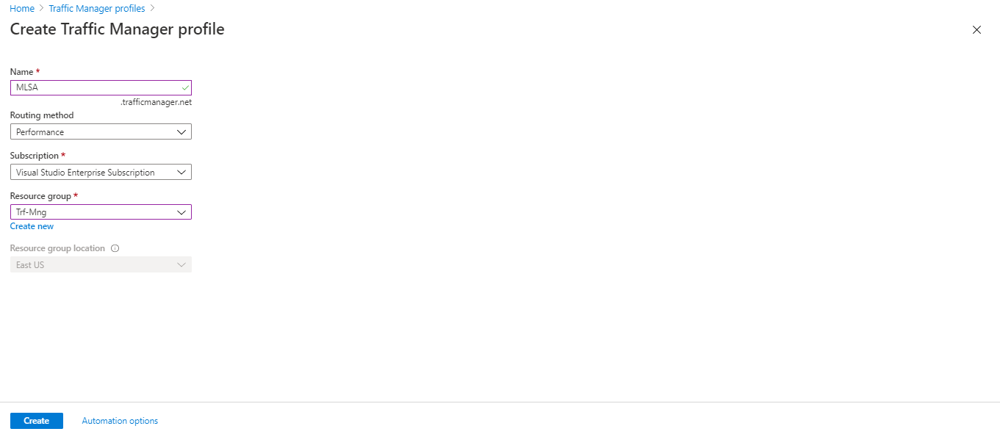 Home > Traffic Manager profiles >
Create Traffic Manager profile
Name *
MLSA
.trafficmanager.net
Routing method
Performance
Subscription *
Visual Studio Enterprise Subscription
Resource group *
Trf-Mng
Create new
Resource group location
East US
Create Automation options